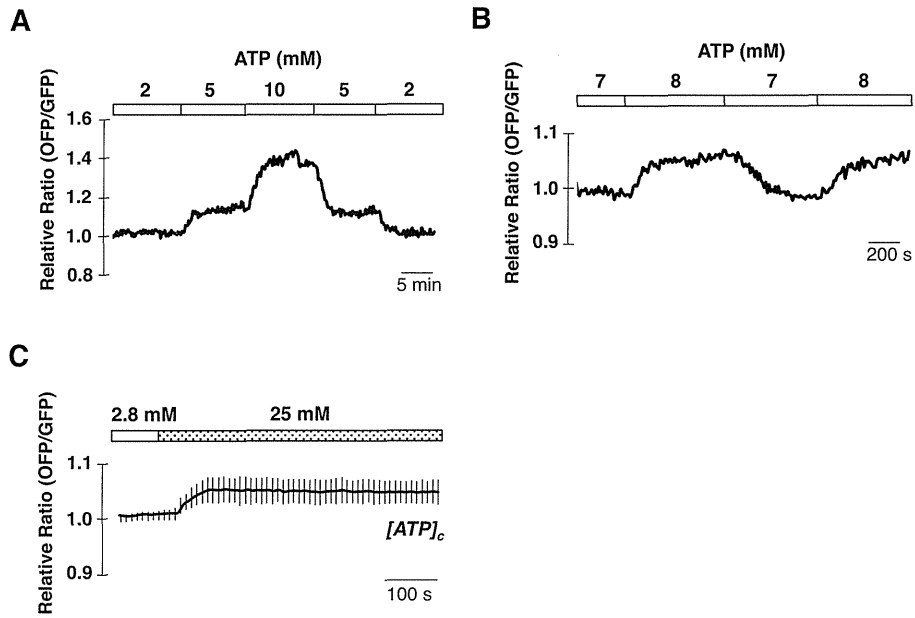 A
ATP (mM)
2 5 10 5 2
Relative Ratio (OFP/GFP)
1.6
1.4
1.2
1.0
0.8
5 min
B
ATP (mM)
7 8 7 8
Relative Ratio (OFP/GFP)
1.1
1.0
0.9
200 s
C
2.8 mM 25 mM
Relative Ratio (OFP/GFP)
1.1
1.0
0.9
[ATP]c
100 s